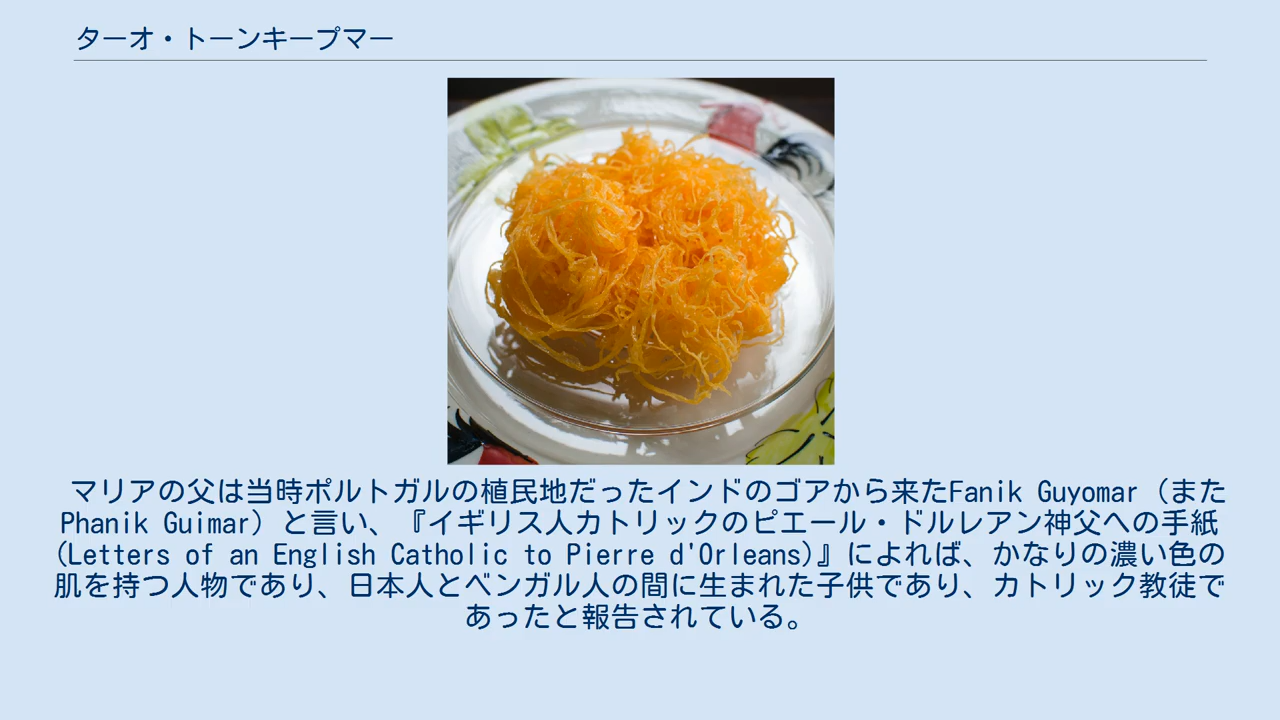 ターオ・トーンキープマー
マリアの父は当時ポルトガルの植民地だったインドのゴアから来たFanik Guyomar（また
Phanik Guimar）と言い、『イギリス人カトリックのピエール・ドルレアン神父への手紙
(Letters of an English Catholic to Pierre d'Orleans)』によれば、かなりの濃い色の
肌を持つ人物であり、日本人とベンガル人の間に生まれた子供であり、カトリック教徒で
あったと報告されている。